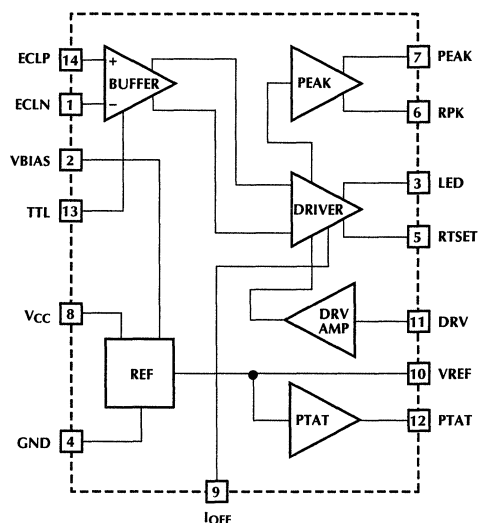 ECLP 14 + BUFFER PEAK 7 PEAK
ECLN 1 − 6 RPK
VBIAS 2
3 LED
TTL 13 DRIVER
5 RTSET
VCC 8 DRV AMP 11 DRV
REF 10 VREF
GND 4 PTAT 12 PTAT
9
IOFF